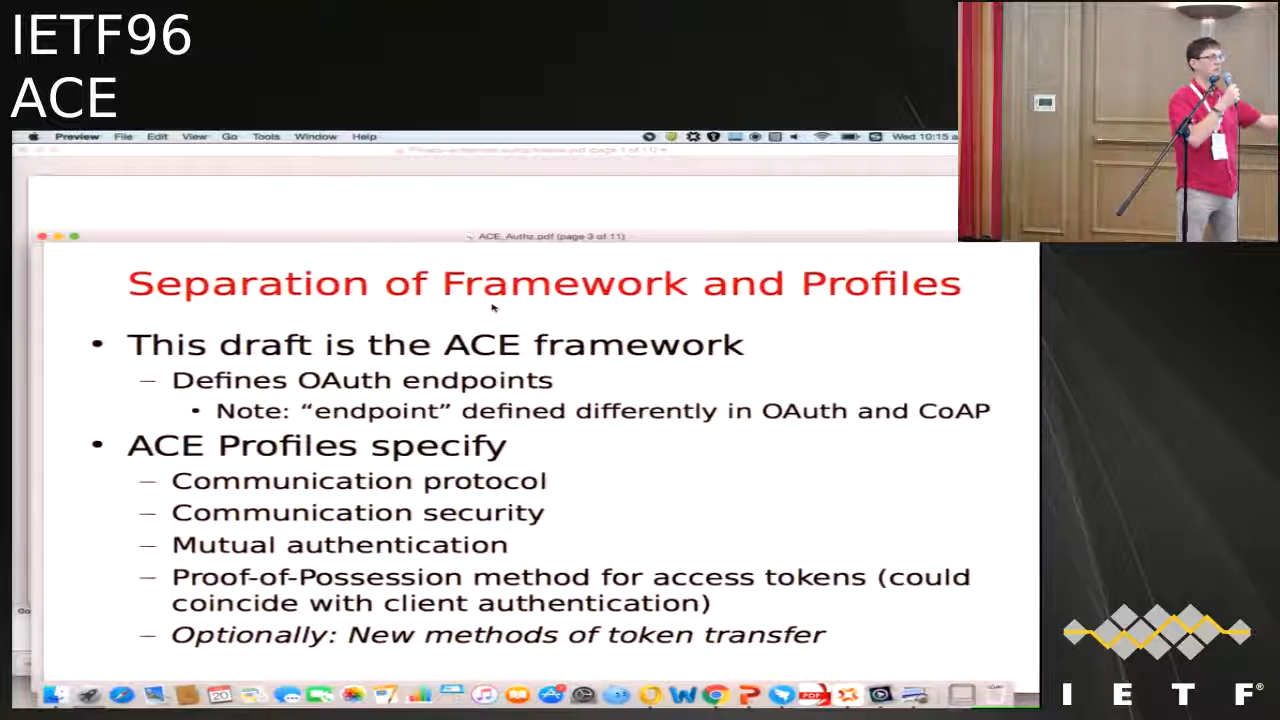 IETF96
ACE
Preview File Edit View Go Tools Window Help Wed 10:15 a
ACE_Authz.pdf (page 3 of 11)
Separation of Framework and Profiles
• This draft is the ACE framework
– Defines OAuth endpoints
• Note: “endpoint” defined differently in OAuth and CoAP
• ACE Profiles specify
– Communication protocol
– Communication security
– Mutual authentication
– Proof-of-Possession method for access tokens (could
coincide with client authentication)
– Optionally: New methods of token transfer
20
PDF
I E T F®